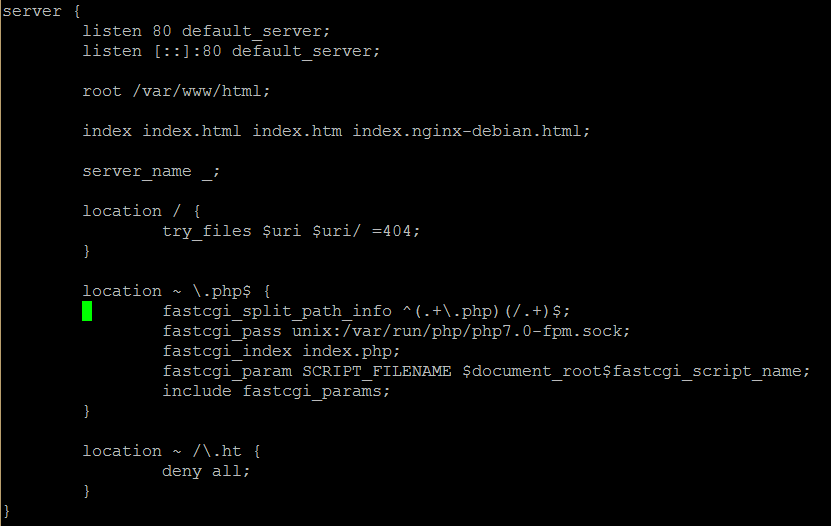 server {
listen 80 default_server;
listen [::]:80 default_server;
root /var/www/html;
index index.html index.htm index.nginx-debian.html;
server_name _;
location / {
try_files $uri $uri/ =404;
}
location ~ \.php$ {
fastcgi_split_path_info ^(.+\.php)(/.+)$;
fastcgi_pass unix:/var/run/php/php7.0-fpm.sock;
fastcgi_index index.php;
fastcgi_param SCRIPT_FILENAME $document_root$fastcgi_script_name;
include fastcgi_params;
}
location ~ /\.ht {
deny all;
}
}